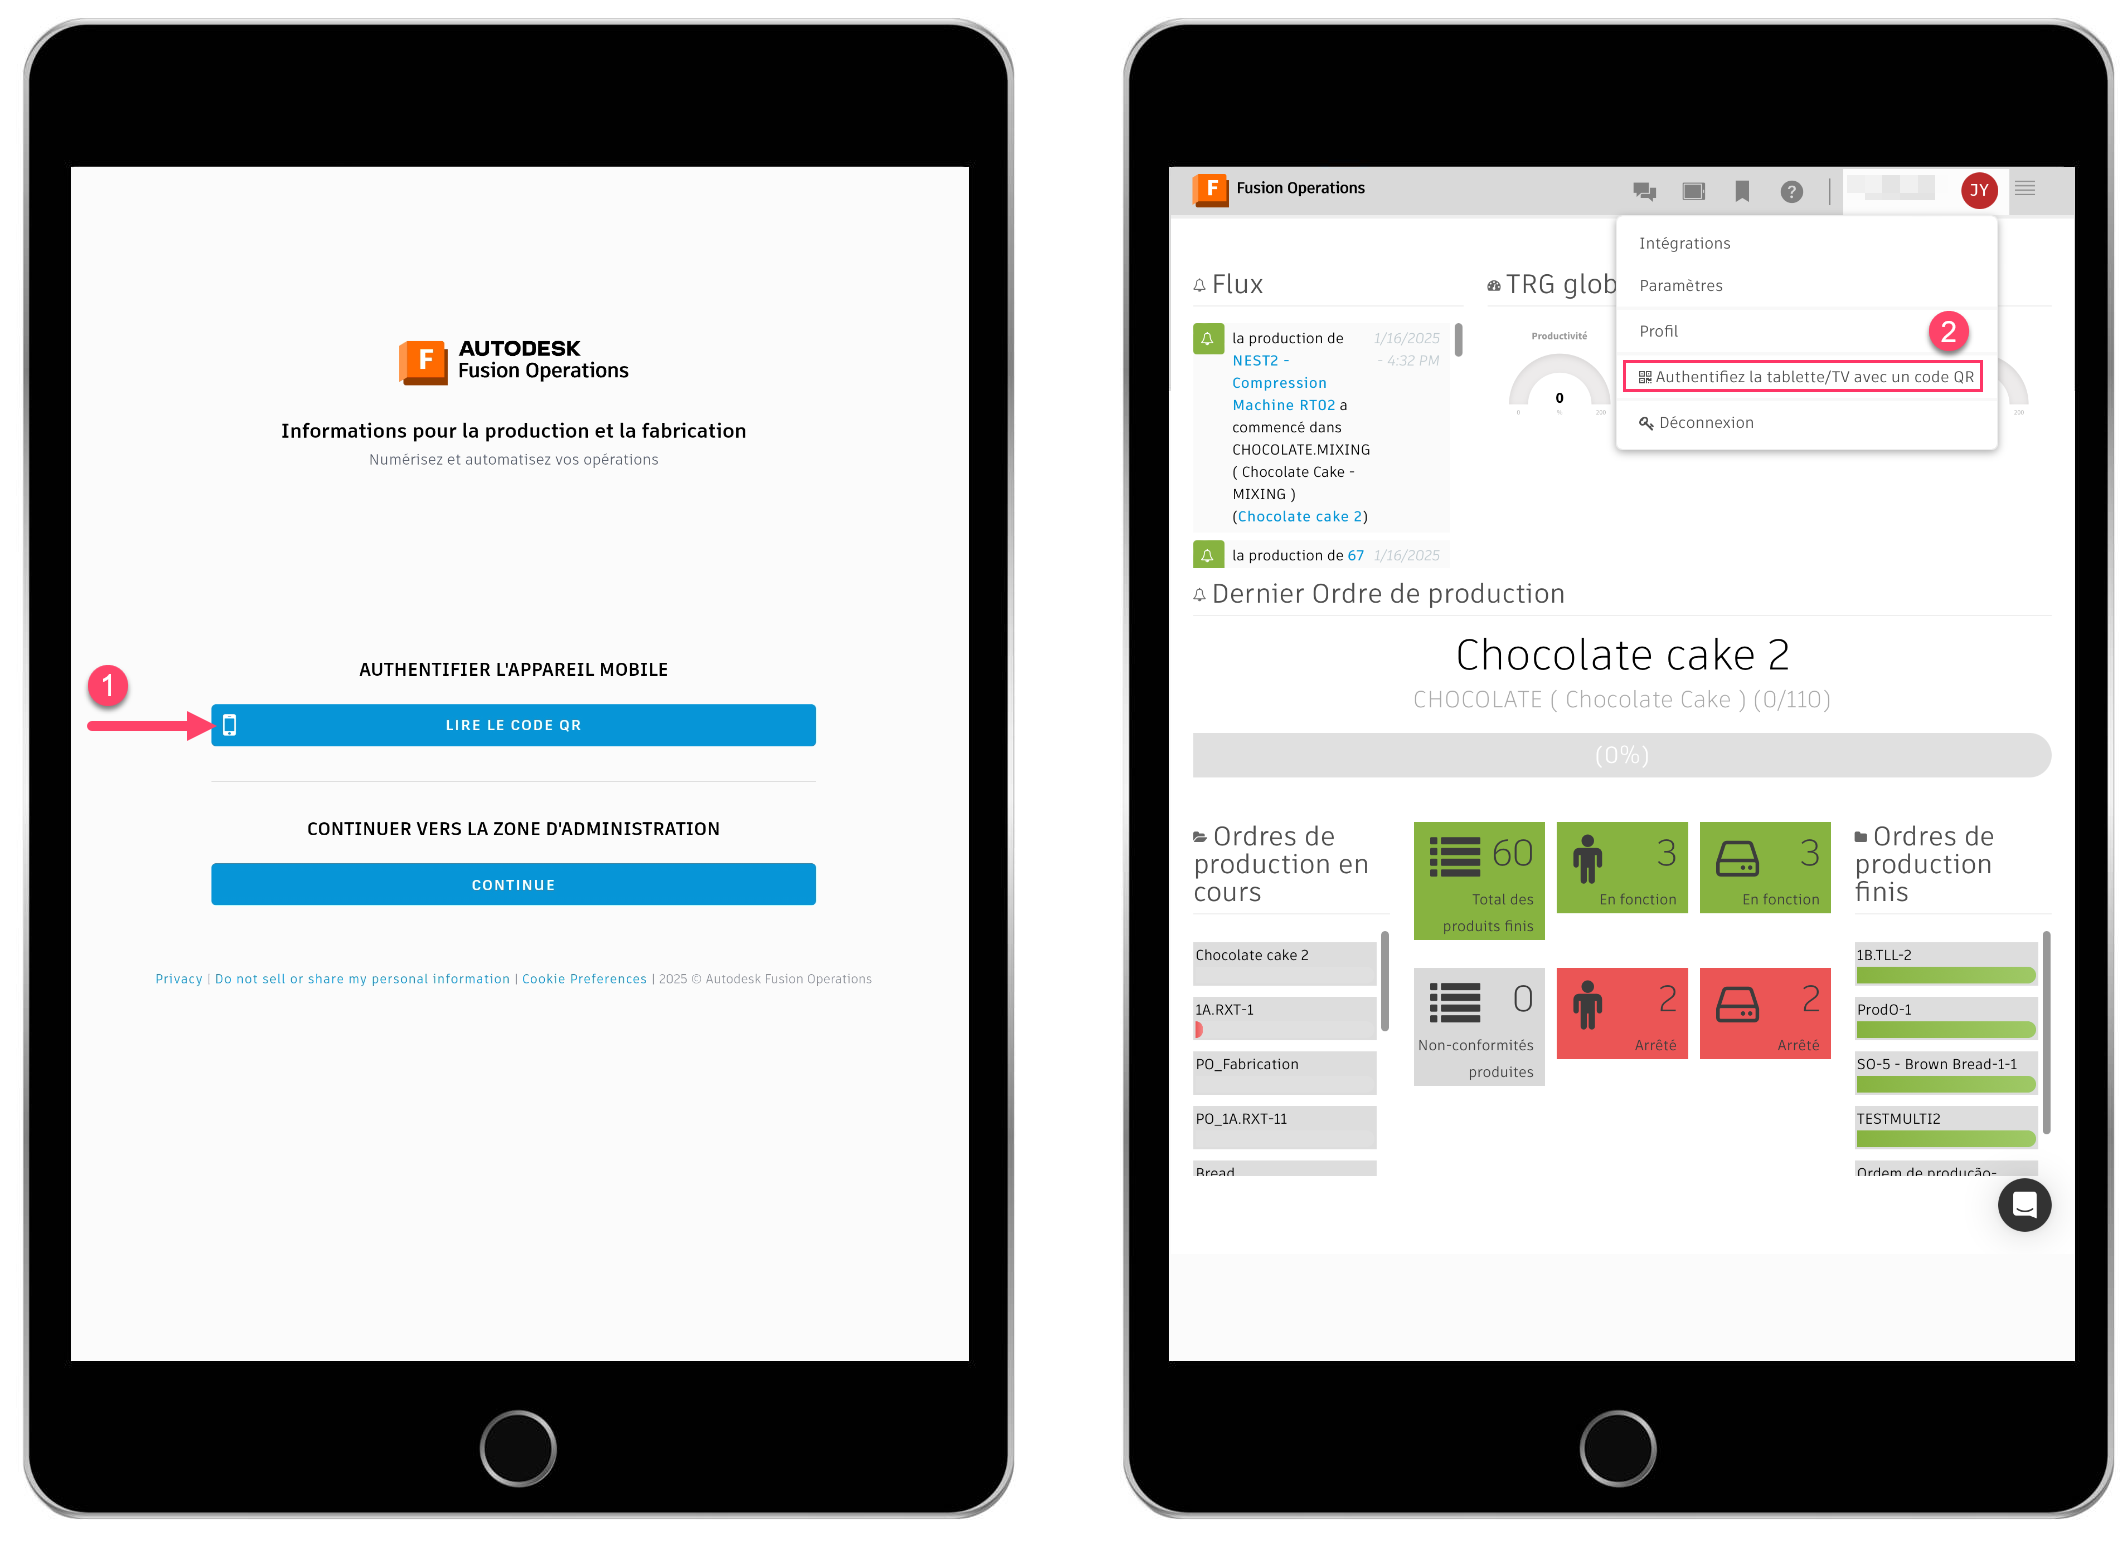 F AUTODESK
Fusion Operations
Informations pour la production et la fabrication
Numérisez et automatisez vos opérations
AUTHENTIFIER L'APPAREIL MOBILE
1
LIRE LE CODE QR
CONTINUER VERS LA ZONE D'ADMINISTRATION
CONTINUE
Privacy | Do not sell or share my personal information | Cookie Preferences | 2025 © Autodesk Fusion Operations
F Fusion Operations
? JY
Intégrations
Paramètres
Profil
2
Authentifiez la tablette/TV avec un code QR
Déconnexion
Flux
la production de 1/16/2025
NEST2 - - 4:32 PM
Compression
Machine RT02 a
commencé dans
CHOCOLATE.MIXING
( Chocolate Cake -
MIXING )
(Chocolate cake 2)
la production de 67 1/16/2025
TRG glob
Productivité
0
0 % 200
200
Dernier Ordre de production
Chocolate cake 2
CHOCOLATE ( Chocolate Cake ) (0/110)
(0%)
Ordres de
production en
cours
Chocolate cake 2
1A.RXT-1
PO_Fabrication
PO_1A.RXT-11
Bread
60
Total des
produits finis
3
En fonction
3
En fonction
0
Non-conformités
produites
2
Arrêté
2
Arrêté
Ordres de
production
finis
1B.TLL-2
ProdO-1
SO-5 - Brown Bread-1-1
TESTMULTI2
Ordem de produção-